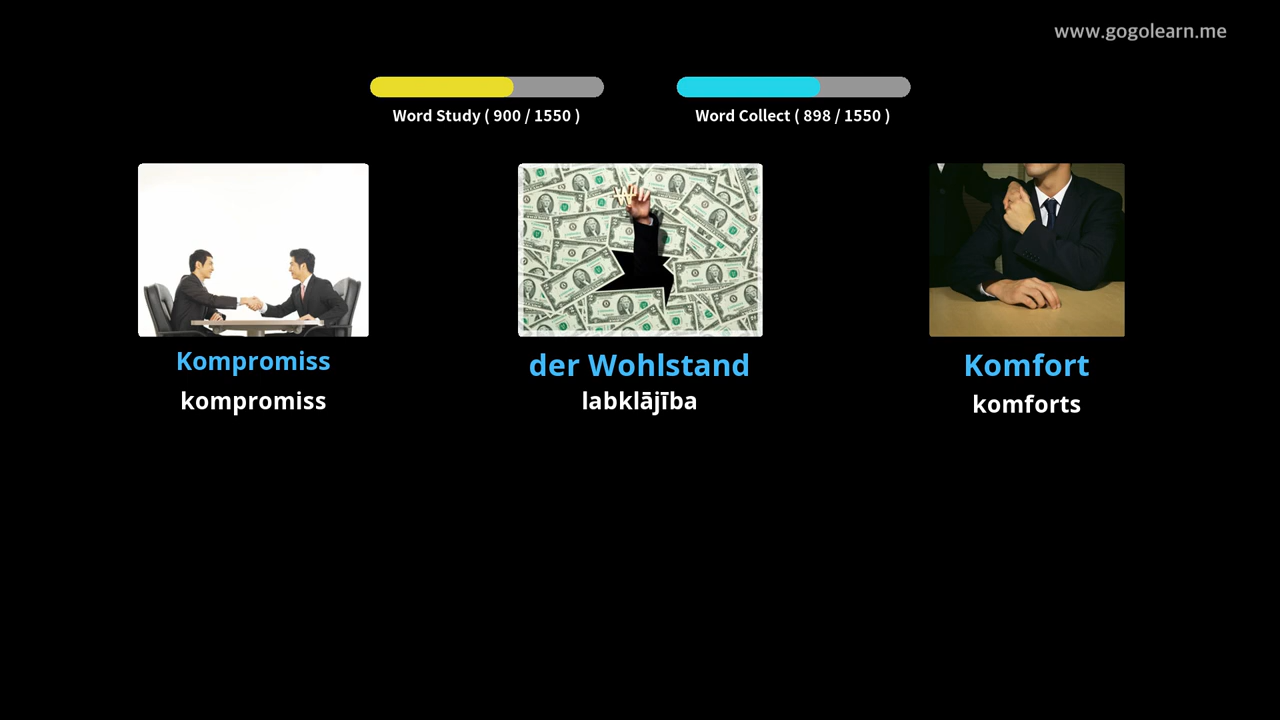 www.gogolearn.me
Word Study ( 900 / 1550 )
Word Collect ( 898 / 1550 )
Kompromiss
kompromiss
der Wohlstand
labklājība
Komfort
komforts